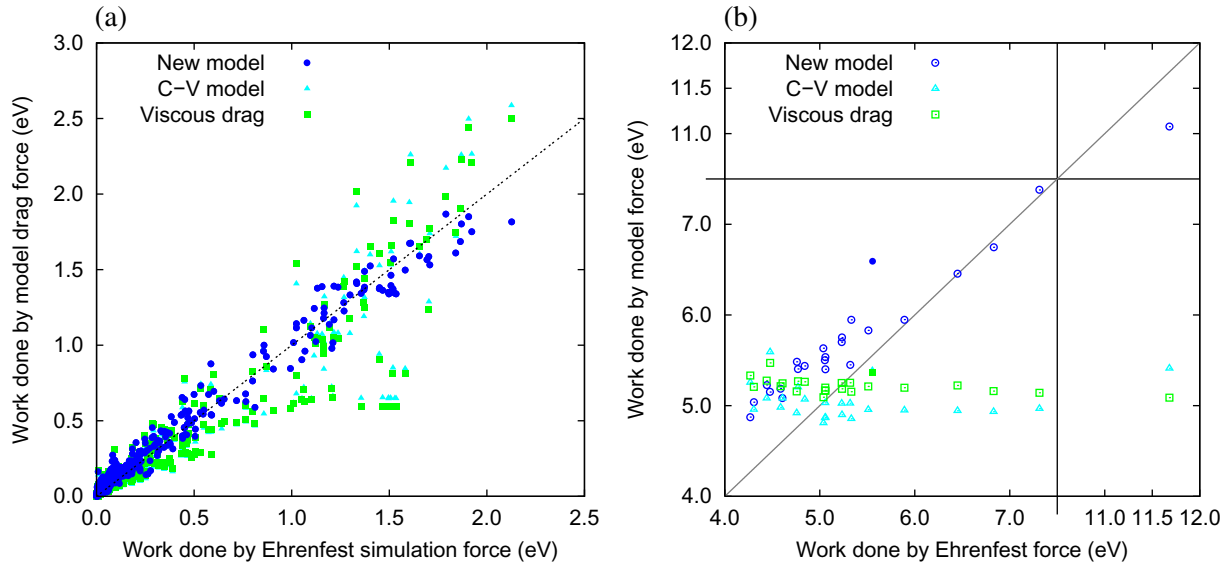 (a)
3.0
2.5
2.0
1.5
1.0
0.5
0.0
0.0 0.5 1.0 1.5 2.0 2.5
Work done by model drag force (eV)
Work done by Ehrenfest simulation force (eV)
New model
C−V model
Viscous drag
(b)
12.0
11.0
7.0
6.0
5.0
4.0
4.0 5.0 6.0 7.0 11.0 11.5 12.0
Work done by model force (eV)
Work done by Ehrenfest force (eV)
New model
C−V model
Viscous drag